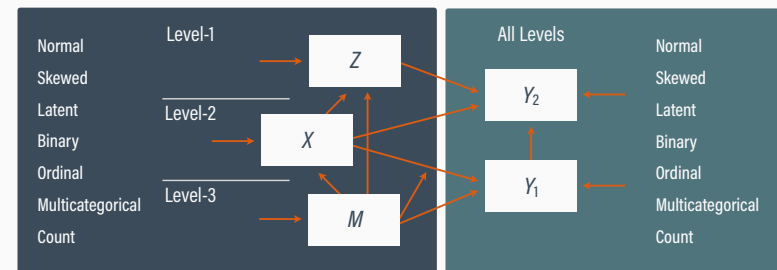 Normal
Skewed
Latent
Binary
Ordinal
Multicategorical
Count
Level-1
Level-2
Level-3
Z
X
M
All Levels
Y2
Y1
Normal
Skewed
Latent
Binary
Ordinal
Multicategorical
Count